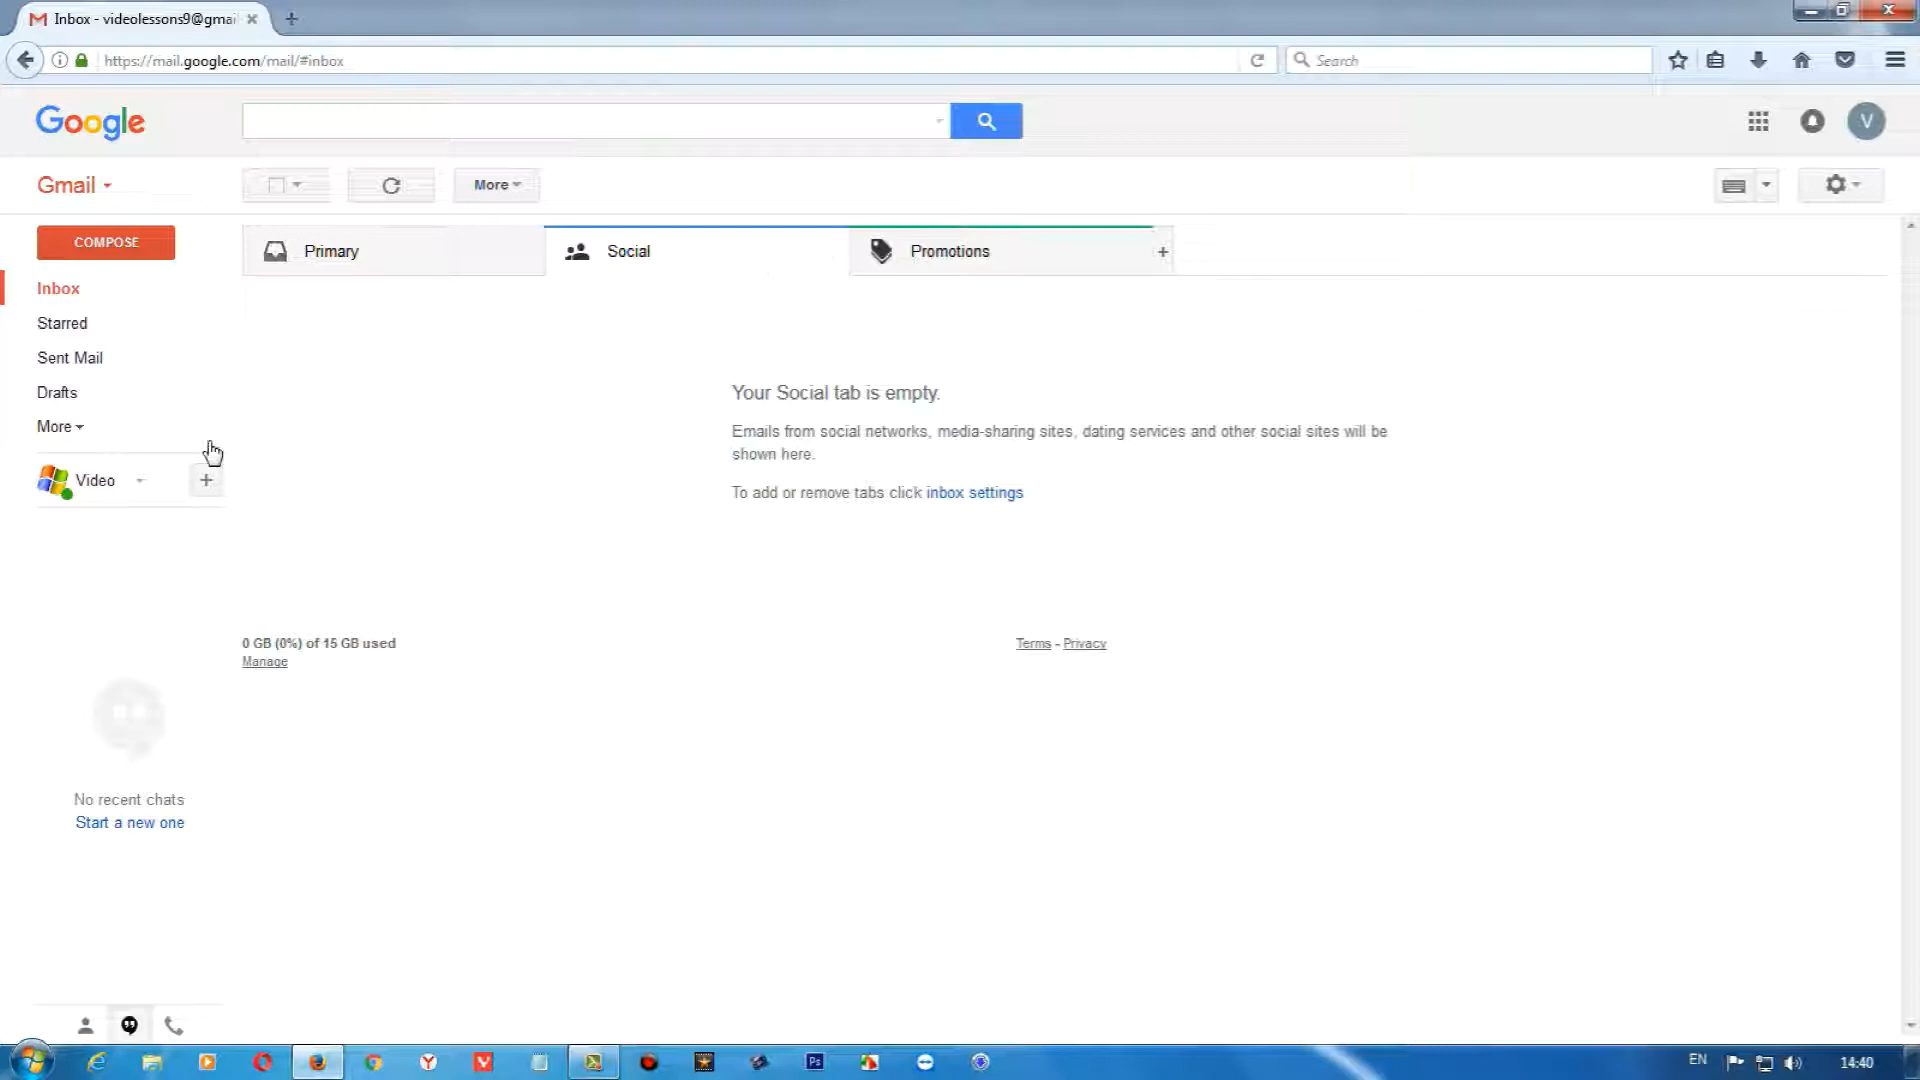 Inbox - videolessons9@gmai
https://mail.google.com/mail/#inbox
Search
Google
V
Gmail
More
COMPOSE
Primary
Social
Promotions
+
Inbox
Starred
Sent Mail
Drafts
More
Video
+
Your Social tab is empty.
Emails from social networks, media-sharing sites, dating services and other social sites will be
shown here.
To add or remove tabs click inbox settings
0 GB (0%) of 15 GB used
Manage
Terms - Privacy
No recent chats
Start a new one
Ps
EN
14:40